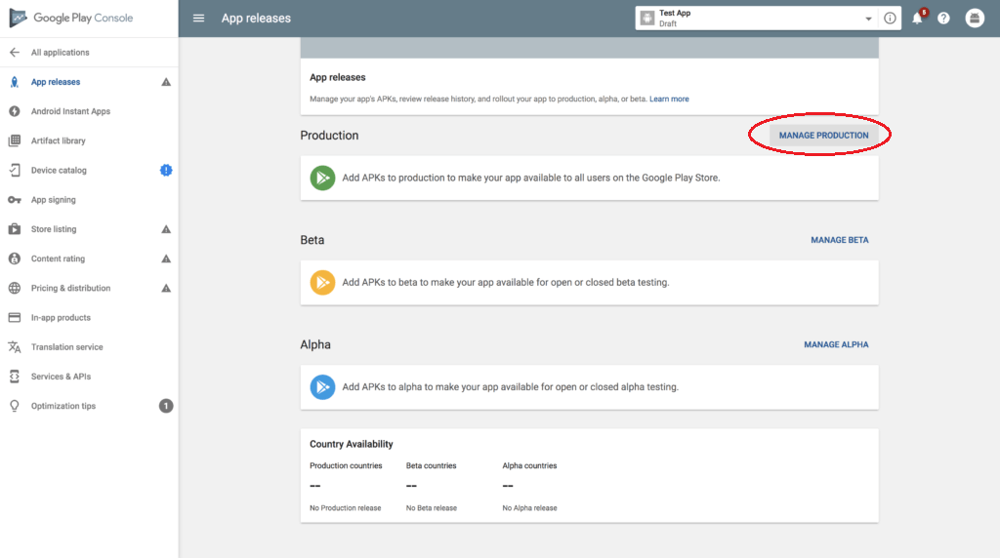 Google Play Console
App releases
Test App
Draft
5
All applications
App releases
Android Instant Apps
Artifact library
Device catalog
App signing
Store listing
Content rating
Pricing & distribution
In-app products
Translation service
Services & APIs
Optimization tips
1
App releases
Manage your app's APKs, review release history, and rollout your app to production, alpha, or beta. Learn more
Production
MANAGE PRODUCTION
Add APKs to production to make your app available to all users on the Google Play Store.
Beta
MANAGE BETA
Add APKs to beta to make your app available for open or closed beta testing.
Alpha
MANAGE ALPHA
Add APKs to alpha to make your app available for open or closed alpha testing.
Country Availability
Production countries Beta countries Alpha countries
-- -- --
No Production release No Beta release No Alpha release